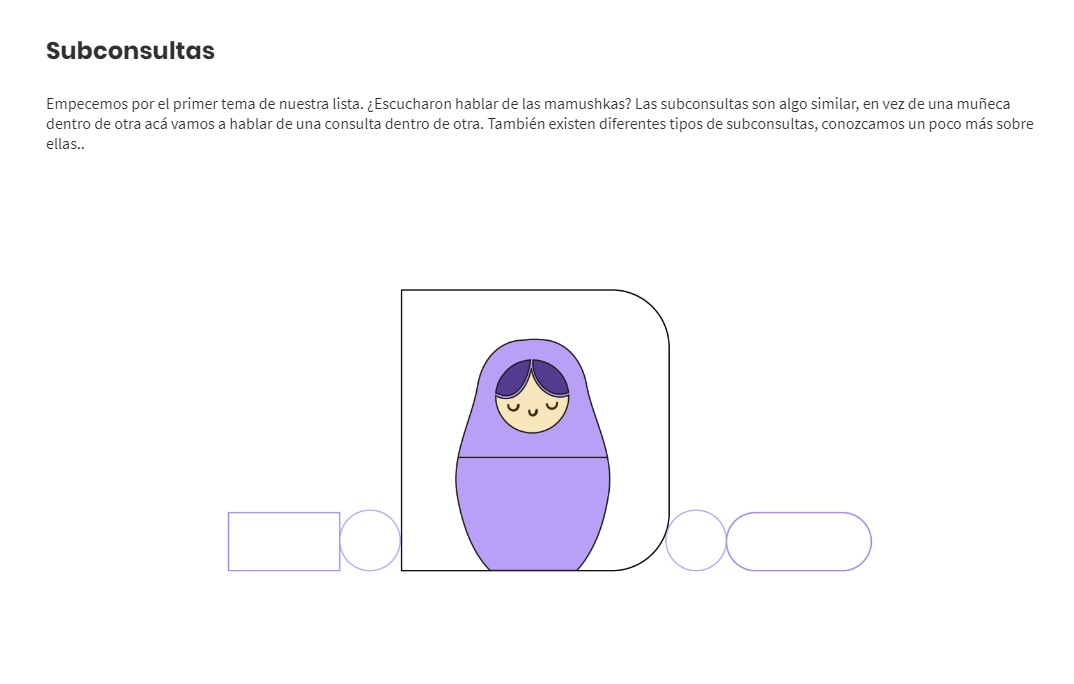 Subconsultas
Empecemos por el primer tema de nuestra lista. ¿Escucharon hablar de las mamushkas? Las subconsultas son algo similar, en vez de una muñeca
dentro de otra acá vamos a hablar de una consulta dentro de otra. También existen diferentes tipos de subconsultas, conozcamos un poco más sobre
ellas..